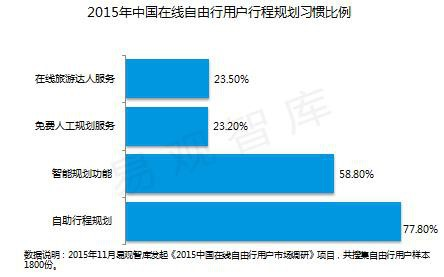 2015年中国在线自由行用户行程规划习惯比例
在线旅游达人服务
23.50%
免费人工规划服务
23.20%
智能规划功能
58.80%
自助行程规划
77.80%
易观智库
数据说明：2015年11月易观智库发起《2015中国在线自由行用户市场调研》项目，共搜集自由行用户样本
1800份。